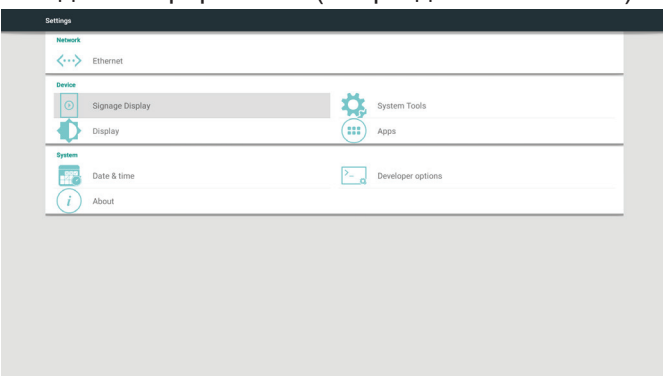 Settings
Network
Ethernet
Device
Signage Display
System Tools
Display
Apps
System
Date & time
Developer options
About